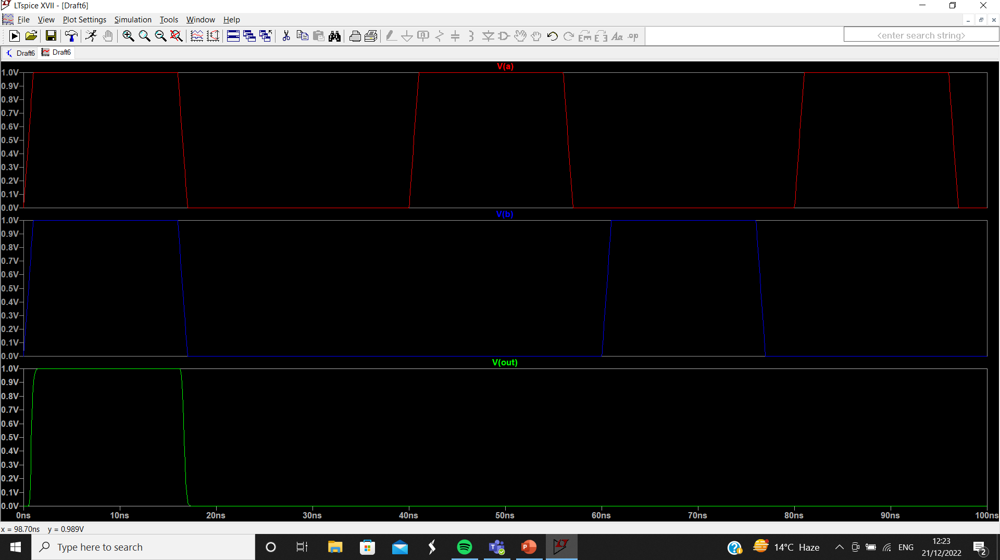 LTspice XVII - [Draft6]
File View Plot Settings Simulation Tools Window Help
<enter search string>
Draft6 Draft6
V(a)
1.0V
0.9V
0.8V
0.7V
0.6V
0.5V
0.4V
0.3V
0.2V
0.1V
0.0V
V(b)
1.0V
0.9V
0.8V
0.7V
0.6V
0.5V
0.4V
0.3V
0.2V
0.1V
0.0V
V(out)
1.0V
0.9V
0.8V
0.7V
0.6V
0.5V
0.4V
0.3V
0.2V
0.1V
0.0V
0ns 10ns 20ns 30ns 40ns 50ns 60ns 70ns 80ns 90ns 100ns
x = 98.70ns y = 0.989V
Type here to search
14°C Haze
ENG
12:23
21/12/2022
2